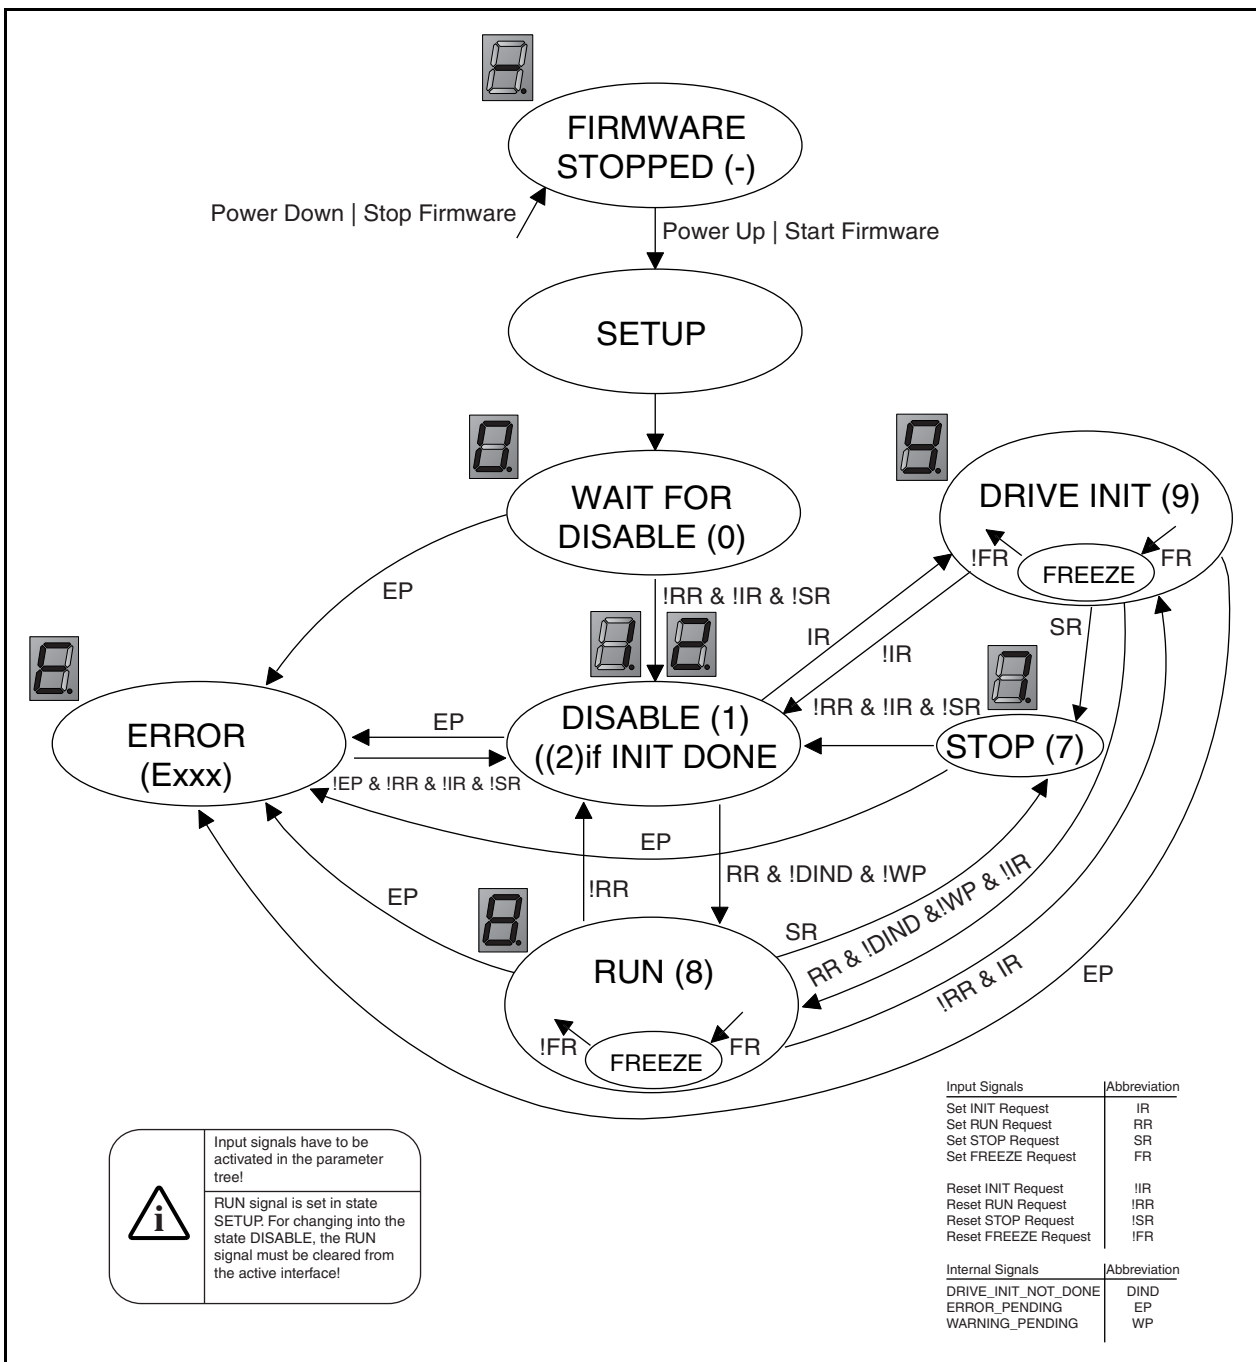 FIRMWARE
STOPPED (-)
Power Down | Stop Firmware
Power Up | Start Firmware
SETUP
WAIT FOR
DISABLE (0)
DRIVE INIT (9)
!FR
FR
FREEZE
EP
!RR & !IR & !SR
IR
!IR
SR
!RR & !IR & !SR
ERROR
(Exxx)
EP
!EP & !RR & !IR & !SR
DISABLE (1)
((2)if INIT DONE
STOP (7)
EP
EP
!RR
RR & !DIND & !WP
SR
RR & !DIND &!WP & !IR
!RR & IR
EP
RUN (8)
!FR
FR
FREEZE
Input signals have to be
activated in the parameter
tree!
RUN signal is set in state
SETUP. For changing into the
state DISABLE, the RUN
signal must be cleared from
the active interface!
i
Input Signals Abbreviation
Set INIT Request IR
Set RUN Request RR
Set STOP Request SR
Set FREEZE Request FR
Reset INIT Request !IR
Reset RUN Request !RR
Reset STOP Request !SR
Reset FREEZE Request !FR
Internal Signals Abbreviation
DRIVE_INIT_NOT_DONE DIND
ERROR_PENDING EP
WARNING_PENDING WP